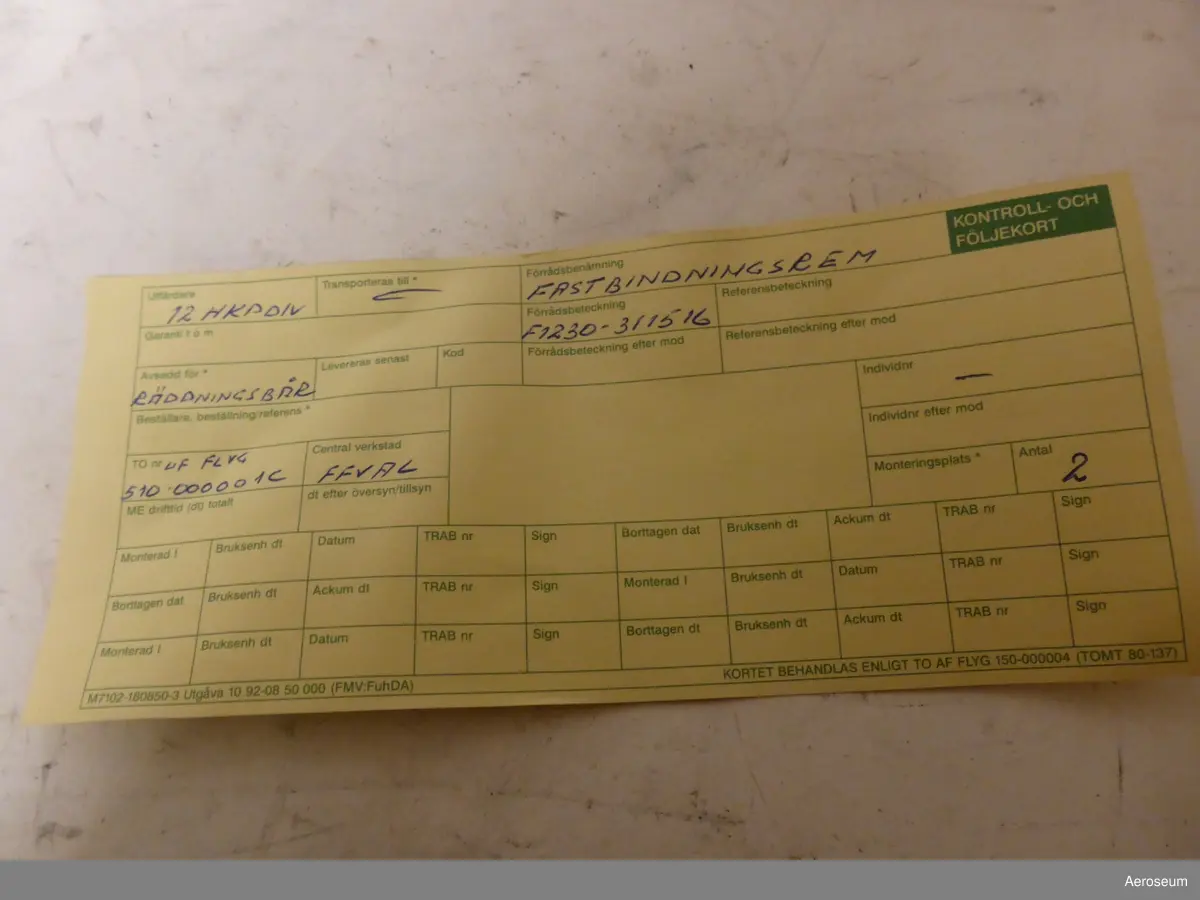 KONTROLL- OCH
FÖLJEKORT
Utfärdare
12 HKPDIV
Transporteras till *
Förrådsbenämning
FASTBINDNINGSREM
Garanti t o m
Förrådsbeteckning
F1230-311516
Referensbeteckning
Avsedd för *
RÄDDNINGSBÅR
Levereras senast
Kod
Förrådsbeteckning efter mod
Referensbeteckning efter mod
Beställare, beställning/referens *
Individnr
—
Individnr efter mod
TO nr UF FLYG
510-000001C
Central verkstad
FFVAL
Monteringsplats *
Antal
2
ME drifttid (dt) totalt
dt efter översyn/tillsyn
Monterad i Bruksenh dt Datum TRAB nr Sign Borttagen dat Bruksenh dt Ackum dt TRAB nr Sign
Borttagen dat Bruksenh dt Ackum dt TRAB nr Sign Monterad i Bruksenh dt Datum TRAB nr Sign
Monterad i Bruksenh dt Datum TRAB nr Sign Borttagen dt Bruksenh dt Ackum dt TRAB nr Sign
M7102-180850-3 Utgåva 10 92-08 50 000 (FMV:FuhDA)
KORTET BEHANDLAS ENLIGT TO AF FLYG 150-000004 (TOMT 80-137)
Aeroseum